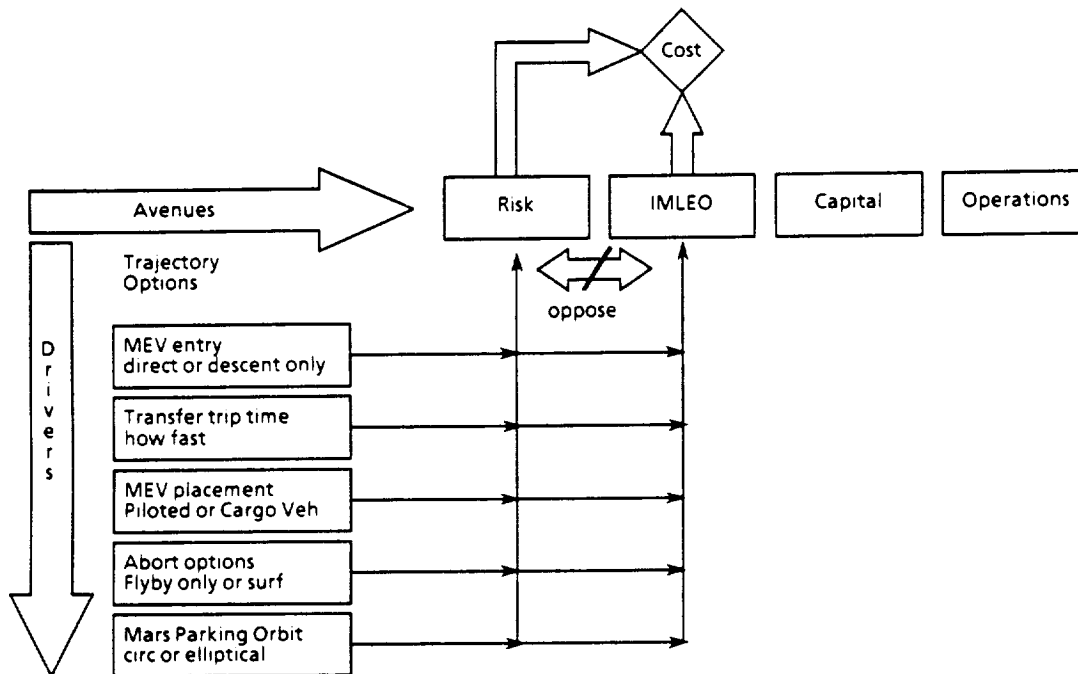 Cost
Avenues
Risk
IMLEO
Capital
Operations
Trajectory
Options
oppose
Drivers
MEV entry
direct or descent only
Transfer trip time
how fast
MEV placement
Piloted or Cargo Veh
Abort options
Flyby only or surf
Mars Parking Orbit
circ or elliptical